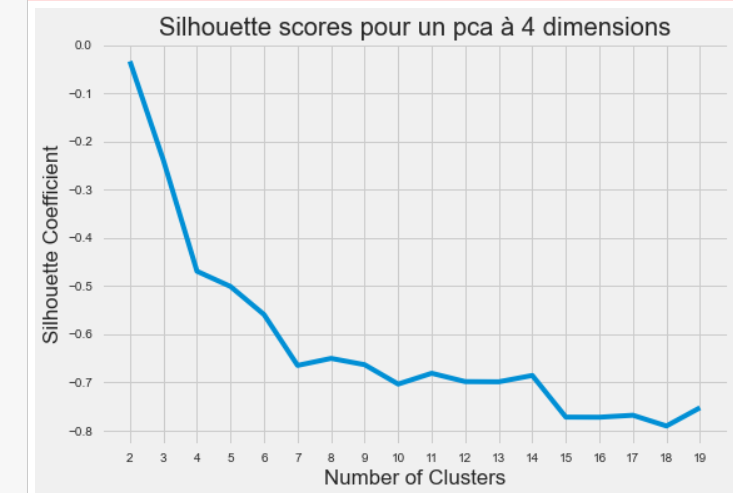 Silhouette scores pour un pca à 4 dimensions
0.0
−0.1
−0.2
−0.3
−0.4
−0.5
−0.6
−0.7
−0.8
Silhouette Coefficient
2 3 4 5 6 7 8 9 10 11 12 13 14 15 16 17 18 19
Number of Clusters